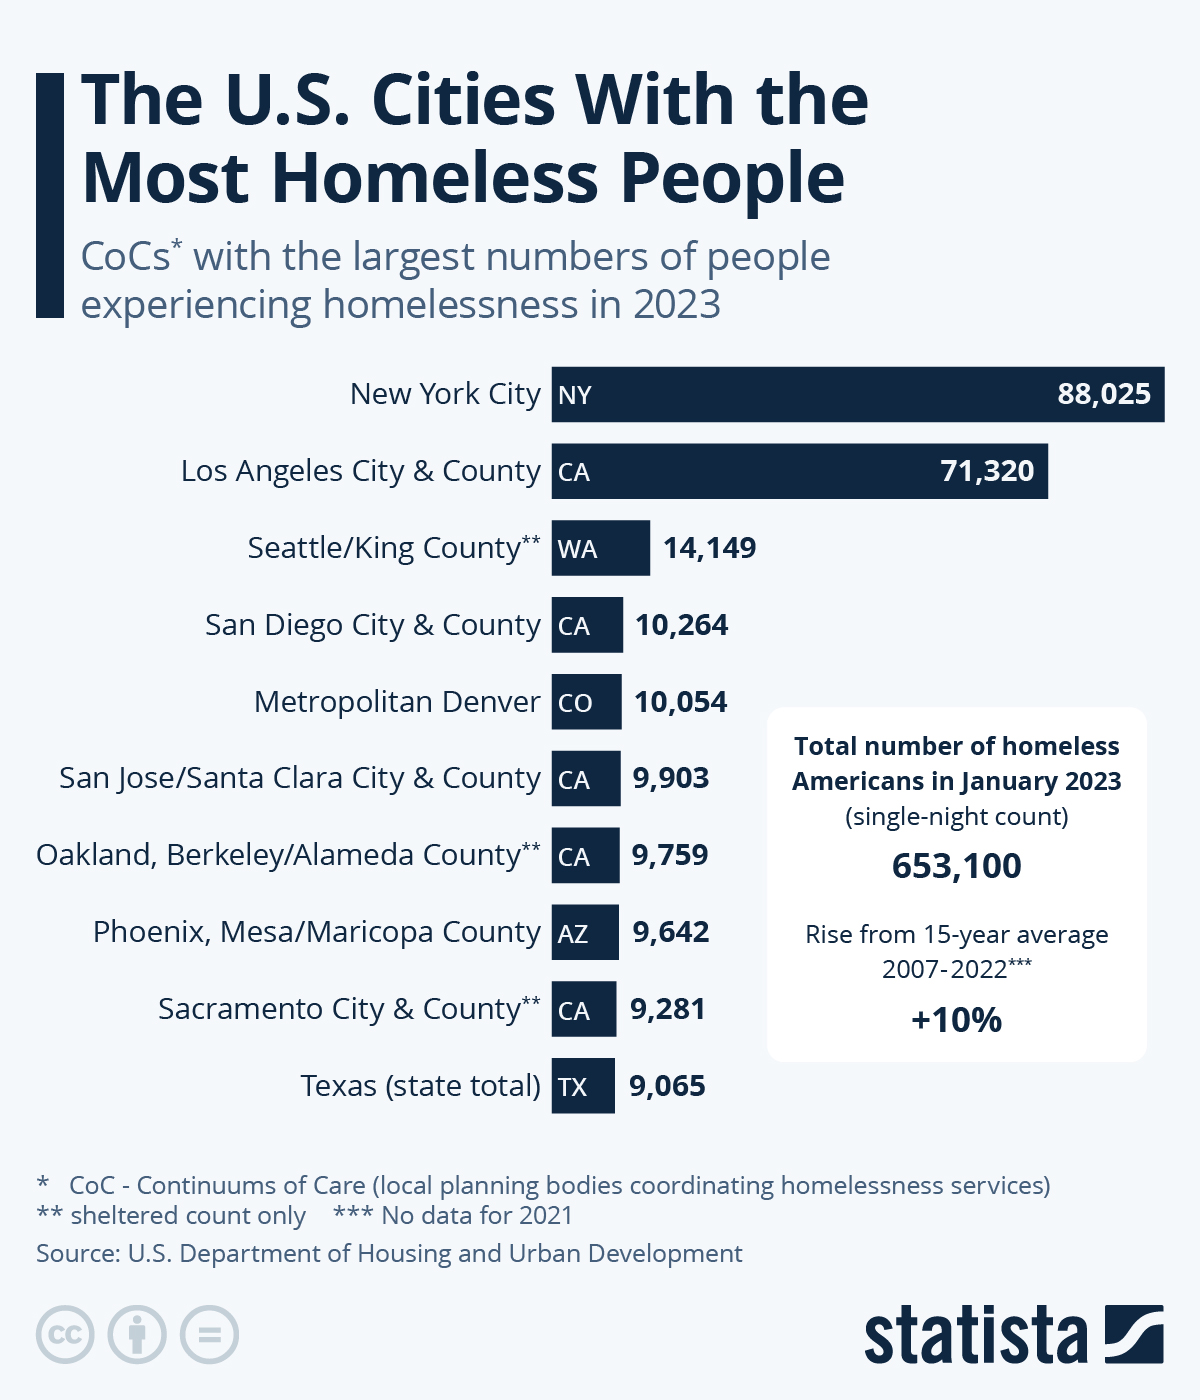 The U.S. Cities With the
Most Homeless People
CoCs* with the largest numbers of people
experiencing homelessness in 2023
New York City NY 88,025
Los Angeles City & County CA 71,320
Seattle/King County** WA 14,149
San Diego City & County CA 10,264
Metropolitan Denver CO 10,054
San Jose/Santa Clara City & County CA 9,903
Oakland, Berkeley/Alameda County** CA 9,759
Phoenix, Mesa/Maricopa County AZ 9,642
Sacramento City & County** CA 9,281
Texas (state total) TX 9,065
Total number of homeless
Americans in January 2023
(single-night count)
653,100
Rise from 15-year average
2007-2022***
+10%
* CoC - Continuums of Care (local planning bodies coordinating homelessness services)
** sheltered count only *** No data for 2021
Source: U.S. Department of Housing and Urban Development
cc =
statista